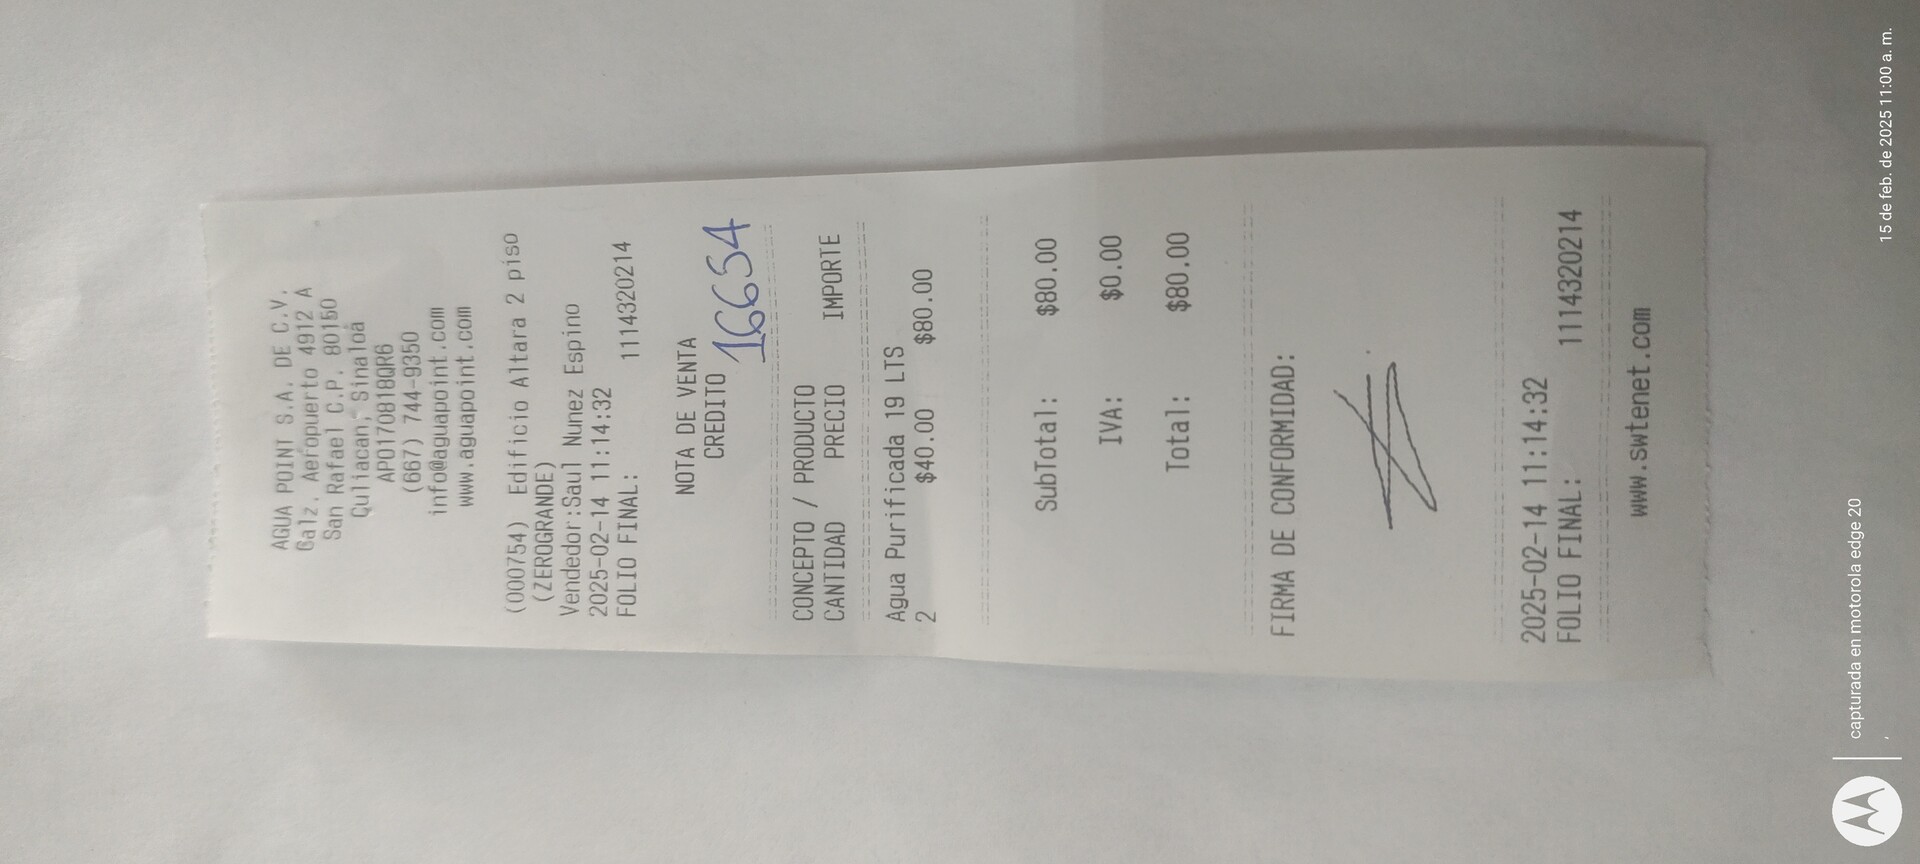 AGUA POINT S.A. DE C.V.
Calz. Aeropuerto 4912 A
San Rafael C.P. 80150
Culiacan, Sinaloa
APO170818QR6
(667) 744-9350
info@aguapoint.com
www.aguapoint.com
(000754) Edificio Altara 2 piso
(ZEROGRANDE)
Vendedor:Saul Nunez Espino
2025-02-14 11:14:32
FOLIO FINAL: 1114320214
NOTA DE VENTA
CREDITO
16654
CONCEPTO / PRODUCTO
CANTIDAD PRECIO IMPORTE
Agua Purificada 19 LTS
2 $40.00 $80.00
SubTotal: $80.00
IVA: $0.00
Total: $80.00
FIRMA DE CONFORMIDAD:
2025-02-14 11:14:32
FOLIO FINAL: 1114320214
www.swtenet.com
capturada en motorola edge 20
15 de feb. de 2025 11:00 a. m.